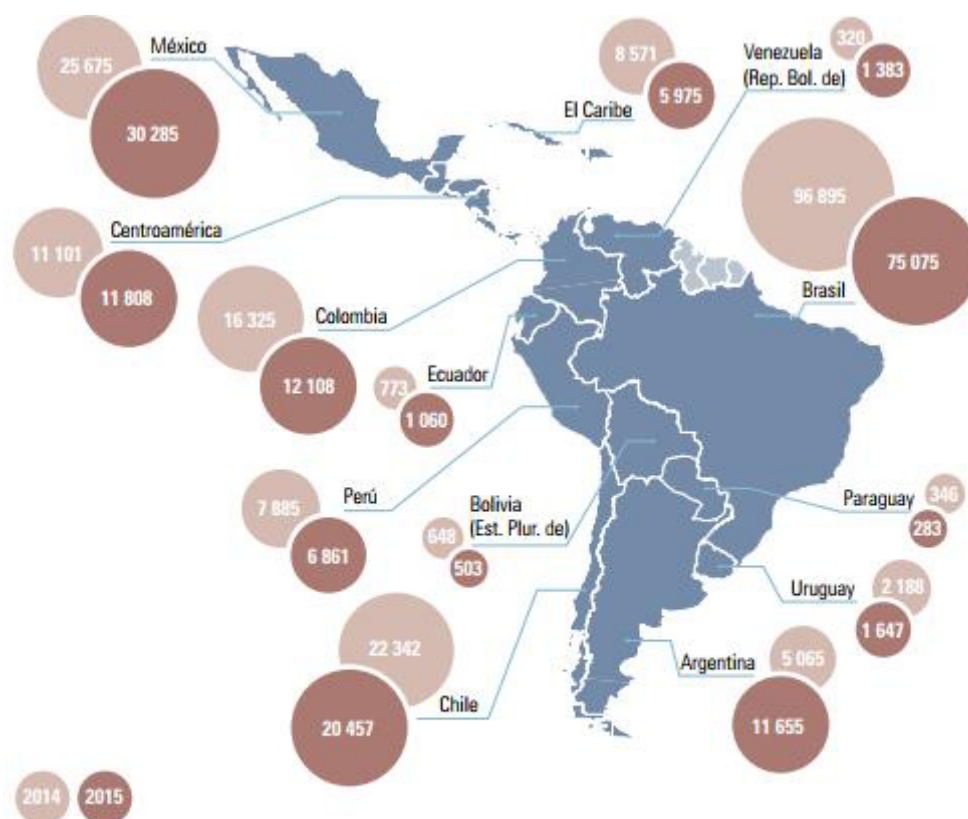 México
25 675
30 285
8 571
5 975
El Caribe
Venezuela
(Rep. Bol. de)
320
1 383
96 895
75 075
Brasil
Centroamérica
11 101
11 808
Colombia
16 325
12 108
Ecuador
773
1 060
Perú
7 885
6 861
Bolivia
(Est. Plur. de)
648
503
Paraguay
346
283
Uruguay
2 188
1 647
Argentina
5 065
11 655
22 342
20 457
Chile
2014
2015